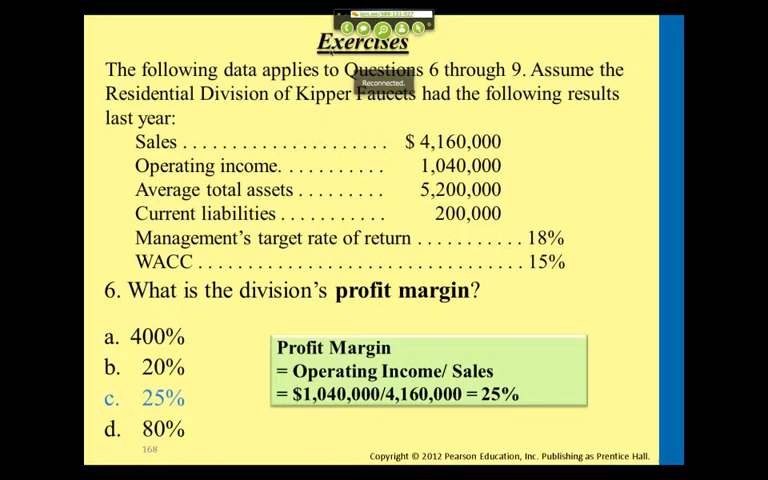 Exercises
Reconnected.
The following data applies to Questions 6 through 9. Assume the
Residential Division of Kipper Faucets had the following results
last year:
Sales . . . . . . . . . . . . . . . . . . . . . $ 4,160,000
Operating income. . . . . . . . . . . 1,040,000
Average total assets . . . . . . . . . 5,200,000
Current liabilities . . . . . . . . . . . 200,000
Management’s target rate of return . . . . . . . . . . . 18%
WACC . . . . . . . . . . . . . . . . . . . . . . . . . . . . . . . . . 15%
6. What is the division’s profit margin?
a. 400%
b. 20%
c. 25%
d. 80%
Profit Margin
= Operating Income/ Sales
= $1,040,000/4,160,000 = 25%
168
Copyright © 2012 Pearson Education, Inc. Publishing as Prentice Hall.